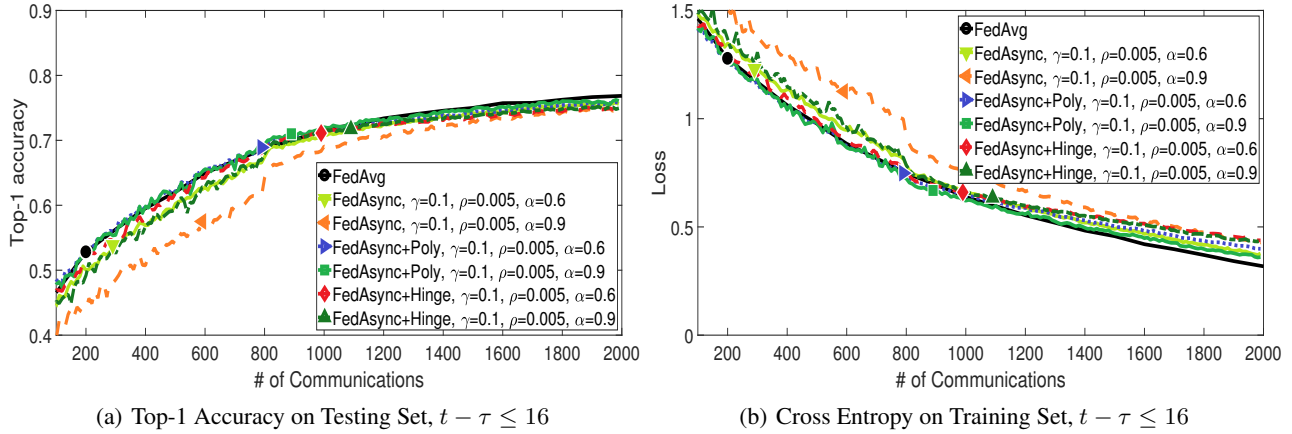 0.9
0.8
0.7
0.6
0.5
0.4
Top-1 accuracy
200 400 600 800 1000 1200 1400 1600 1800 2000
# of Communications
FedAvg
FedAsync, γ=0.1, ρ=0.005, α=0.6
FedAsync, γ=0.1, ρ=0.005, α=0.9
FedAsync+Poly, γ=0.1, ρ=0.005, α=0.6
FedAsync+Poly, γ=0.1, ρ=0.005, α=0.9
FedAsync+Hinge, γ=0.1, ρ=0.005, α=0.6
FedAsync+Hinge, γ=0.1, ρ=0.005, α=0.9
(a) Top-1 Accuracy on Testing Set, t − τ ≤ 16
1.5
1
0.5
0
Loss
200 400 600 800 1000 1200 1400 1600 1800 2000
# of Communications
FedAvg
FedAsync, γ=0.1, ρ=0.005, α=0.6
FedAsync, γ=0.1, ρ=0.005, α=0.9
FedAsync+Poly, γ=0.1, ρ=0.005, α=0.6
FedAsync+Poly, γ=0.1, ρ=0.005, α=0.9
FedAsync+Hinge, γ=0.1, ρ=0.005, α=0.6
FedAsync+Hinge, γ=0.1, ρ=0.005, α=0.9
(b) Cross Entropy on Training Set, t − τ ≤ 16